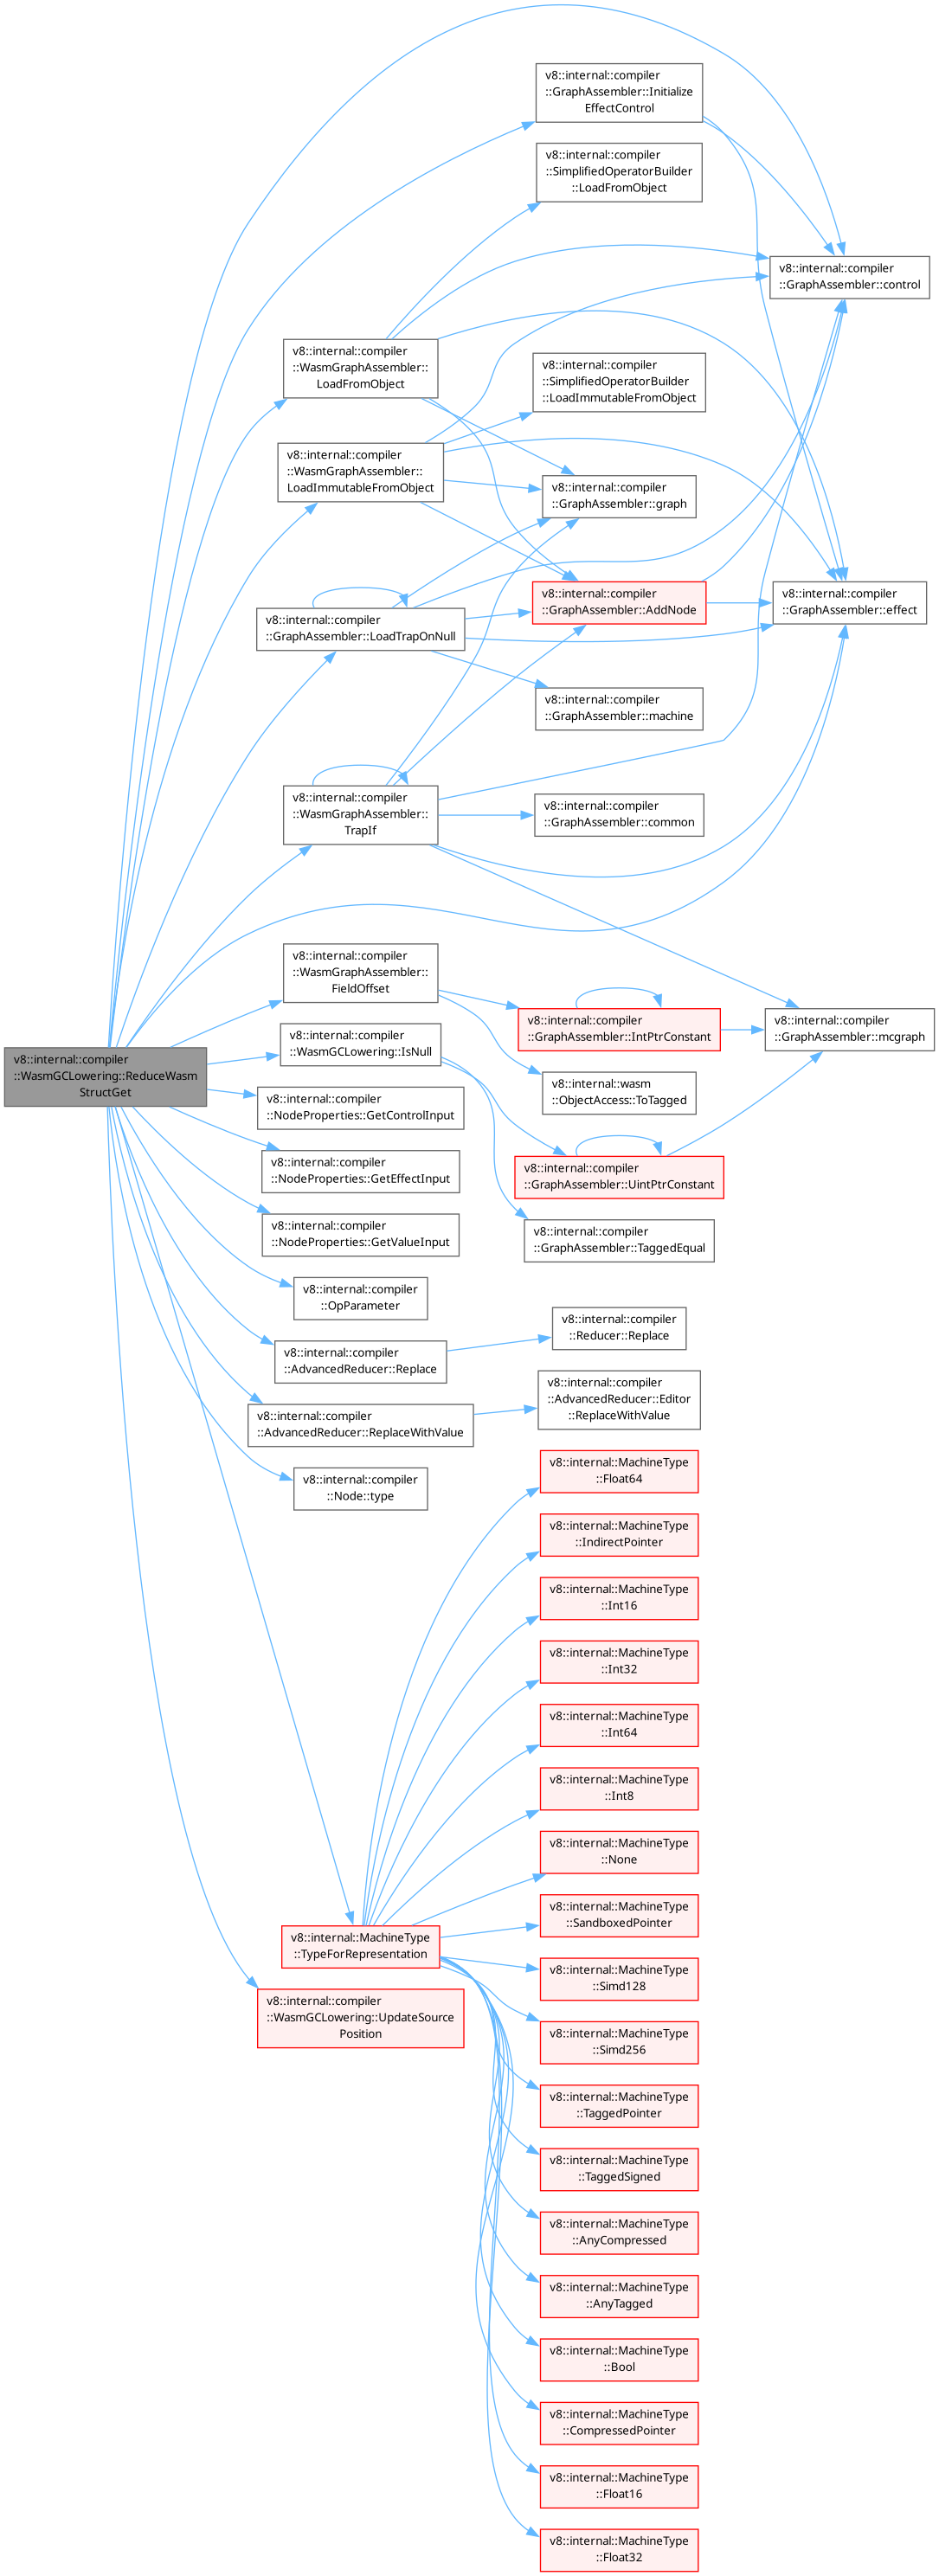 v8::internal::compiler
::GraphAssembler::Initialize
EffectControl
v8::internal::compiler
::SimplifiedOperatorBuilder
::LoadFromObject
v8::internal::compiler
::GraphAssembler::control
v8::internal::compiler
::WasmGraphAssembler::
LoadFromObject
v8::internal::compiler
::SimplifiedOperatorBuilder
::LoadImmutableFromObject
v8::internal::compiler
::WasmGraphAssembler::
LoadImmutableFromObject
v8::internal::compiler
::GraphAssembler::graph
v8::internal::compiler
::GraphAssembler::AddNode
v8::internal::compiler
::GraphAssembler::effect
v8::internal::compiler
::GraphAssembler::LoadTrapOnNull
v8::internal::compiler
::GraphAssembler::machine
v8::internal::compiler
::WasmGraphAssembler::
TrapIf
v8::internal::compiler
::GraphAssembler::common
v8::internal::compiler
::WasmGraphAssembler::
FieldOffset
v8::internal::compiler
::GraphAssembler::IntPtrConstant
v8::internal::compiler
::GraphAssembler::mcgraph
v8::internal::compiler
::WasmGCLowering::IsNull
v8::internal::compiler
::WasmGCLowering::ReduceWasm
StructGet
v8::internal::wasm
::ObjectAccess::ToTagged
v8::internal::compiler
::NodeProperties::GetControlInput
v8::internal::compiler
::NodeProperties::GetEffectInput
v8::internal::compiler
::GraphAssembler::UintPtrConstant
v8::internal::compiler
::NodeProperties::GetValueInput
v8::internal::compiler
::GraphAssembler::TaggedEqual
v8::internal::compiler
::OpParameter
v8::internal::compiler
::Reducer::Replace
v8::internal::compiler
::AdvancedReducer::Replace
v8::internal::compiler
::AdvancedReducer::Editor
::ReplaceWithValue
v8::internal::compiler
::AdvancedReducer::ReplaceWithValue
v8::internal::compiler
::Node::type
v8::internal::MachineType
::Float64
v8::internal::MachineType
::IndirectPointer
v8::internal::MachineType
::Int16
v8::internal::MachineType
::Int32
v8::internal::MachineType
::Int64
v8::internal::MachineType
::Int8
v8::internal::MachineType
::None
v8::internal::MachineType
::SandboxedPointer
v8::internal::MachineType
::TypeForRepresentation
v8::internal::MachineType
::Simd128
v8::internal::compiler
::WasmGCLowering::UpdateSource
Position
v8::internal::MachineType
::Simd256
v8::internal::MachineType
::TaggedPointer
v8::internal::MachineType
::TaggedSigned
v8::internal::MachineType
::AnyCompressed
v8::internal::MachineType
::AnyTagged
v8::internal::MachineType
::Bool
v8::internal::MachineType
::CompressedPointer
v8::internal::MachineType
::Float16
v8::internal::MachineType
::Float32